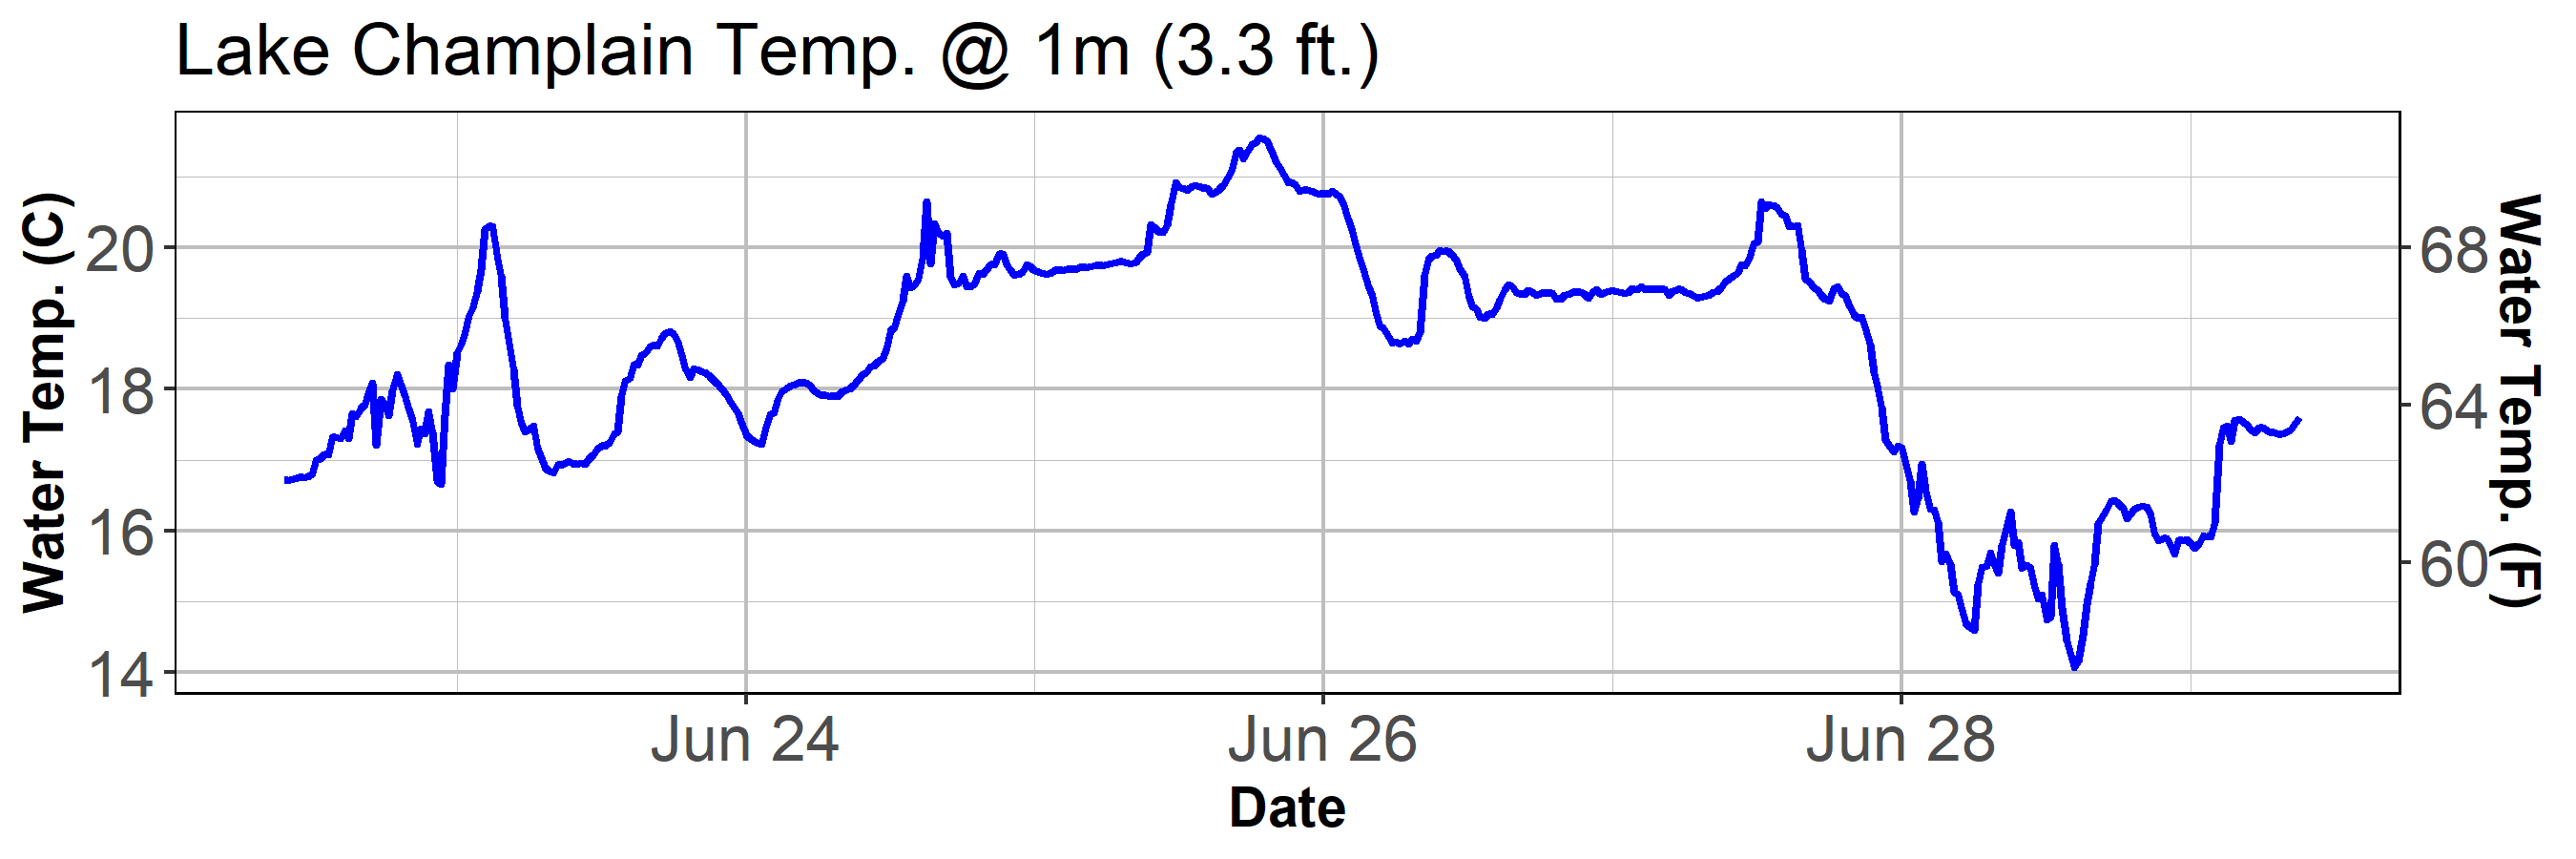 Lake Champlain Temp. @ 1m (3.3 ft.)
Water Temp. (C)
20
18
16
14
68
64
60
Water Temp. (F)
Jun 24
Jun 26
Jun 28
Date